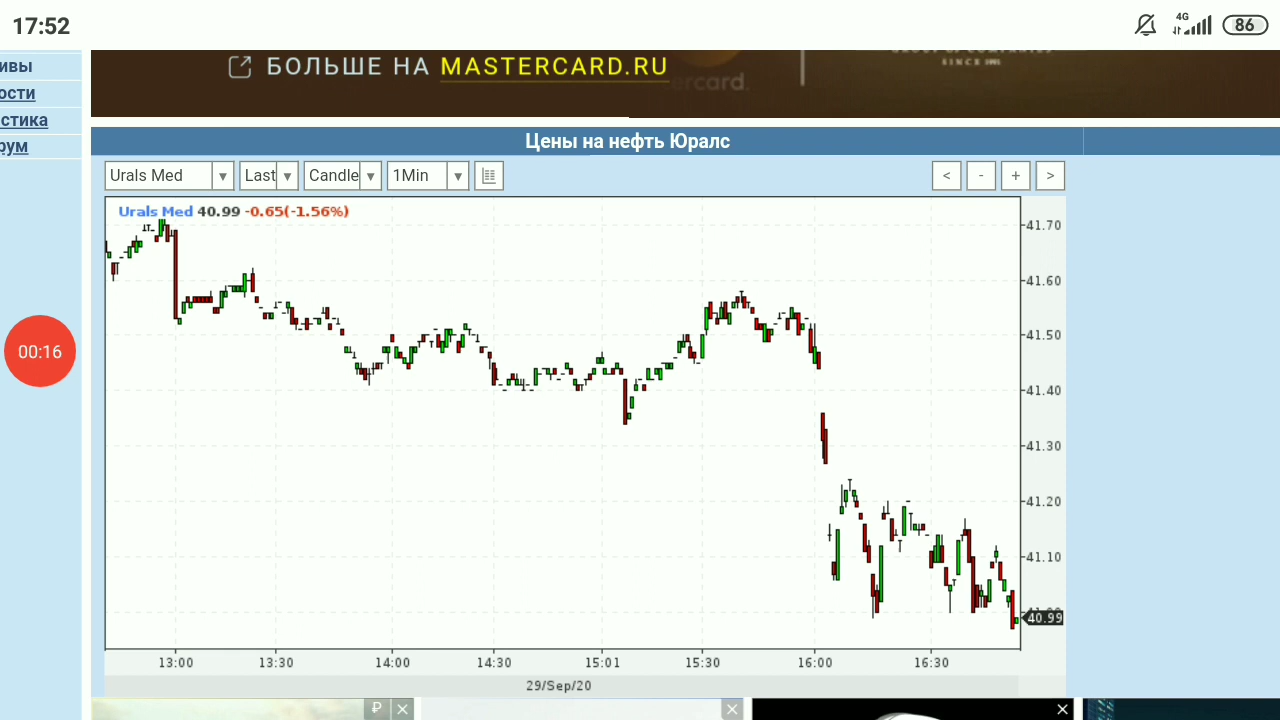 17:52
4G
86
ивы
ости
стика
рум
БОЛЬШЕ НА MASTERCARD.RU
ercard.
SINCE
Цены на нефть Юралс
Urals Med
Last
Candle
1Min
<
-
+
>
Urals Med 40.99 -0.65(-1.56%)
41.70
41.60
41.50
41.40
41.30
41.20
41.10
40.99
00:16
13:00
13:30
14:00
14:30
15:01
15:30
16:00
16:30
29/Sep/20
₽